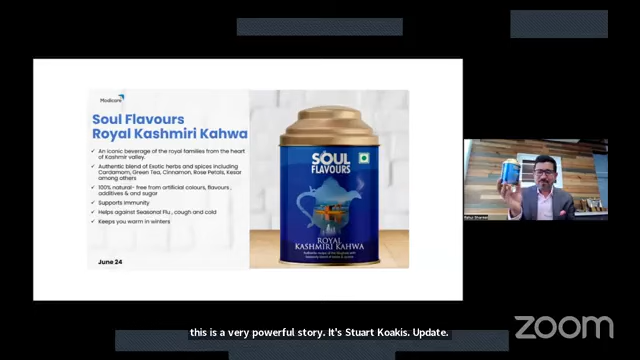 Modicare
Soul Flavours
Royal Kashmiri Kahwa
✓ An iconic beverage of the royal families from the heart
of Kashmir valley.
✓ Authentic blend of Exotic herbs and spices including
Cardamom, Green Tea, Cinnamon, Rose Petals, Kesar
among others
✓ 100% natural- free from artificial colours, flavours,
additives & and sugar
✓ Supports immunity
✓ Helps against Seasonal Flu, cough and cold
✓ Keeps you warm in winters
June 24
SOUL
FLAVOURS
ROYAL
KASHMIRI KAHWA
this is a very powerful story. It's Stuart Koakis. Update.
zoom